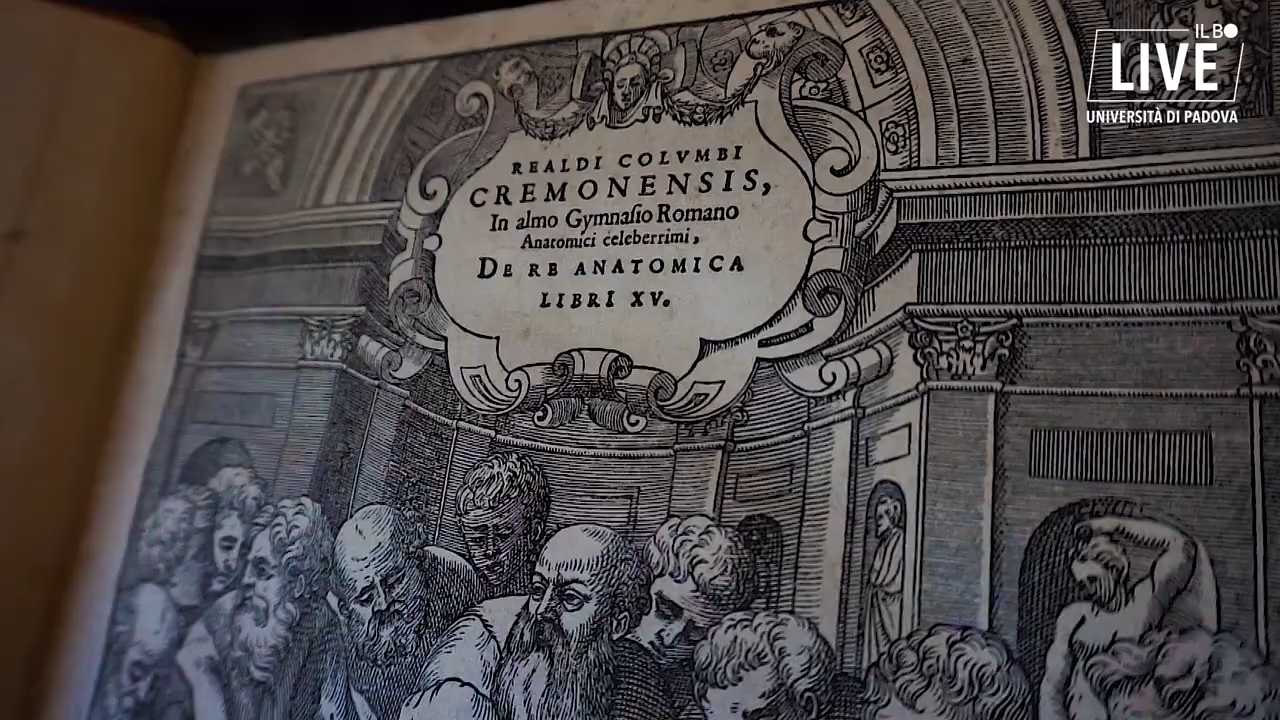 REALDI COLVMBI
CREMONENSIS,
In almo Gymnaſio Romano
Anatomici celeberrimi,
DE RE ANATOMICA
LIBRI XV.
IL BO
LIVE
UNIVERSITÀ DI PADOVA